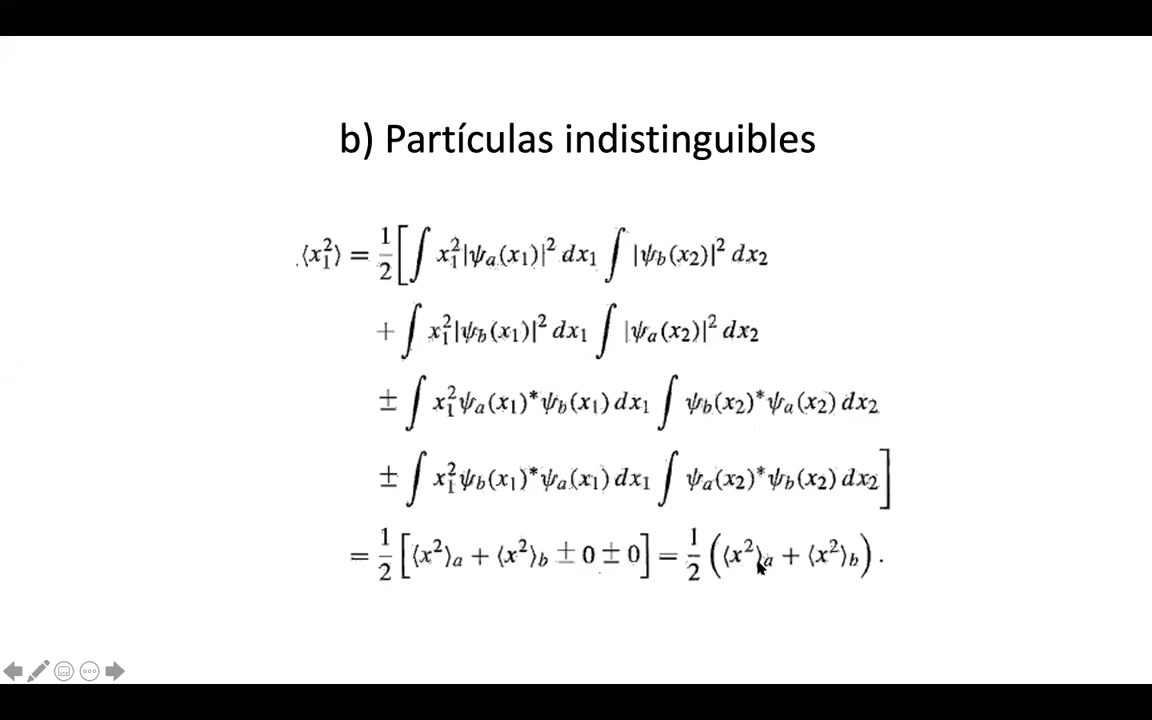 b) Partículas indistinguibles
⟨x₁²⟩ = 1/2 [ ∫ x₁²|ψₐ(x₁)|² dx₁ ∫ |ψ_b(x₂)|² dx₂
+ ∫ x₁²|ψ_b(x₁)|² dx₁ ∫ |ψₐ(x₂)|² dx₂
± ∫ x₁²ψₐ(x₁)*ψ_b(x₁) dx₁ ∫ ψ_b(x₂)*ψₐ(x₂) dx₂
± ∫ x₁²ψ_b(x₁)*ψₐ(x₁) dx₁ ∫ ψₐ(x₂)*ψ_b(x₂) dx₂ ]
= 1/2 [⟨x²⟩ₐ + ⟨x²⟩_b ± 0 ± 0] = 1/2 (⟨x²⟩ₐ + ⟨x²⟩_b).